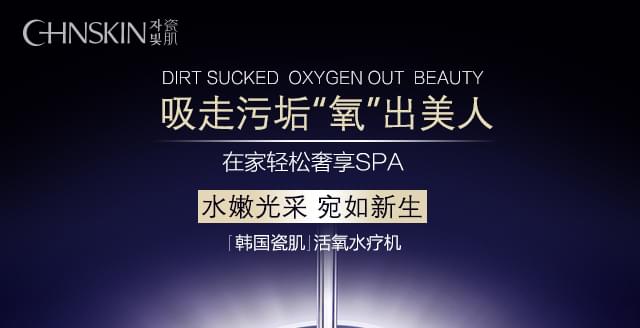 CHNSKIN 자빛 瓷肌
DIRT SUCKED OXYGEN OUT BEAUTY
吸走污垢“氧”出美人
在家轻松奢享SPA
水嫩光采 宛如新生
「韩国瓷肌」活氧水疗机